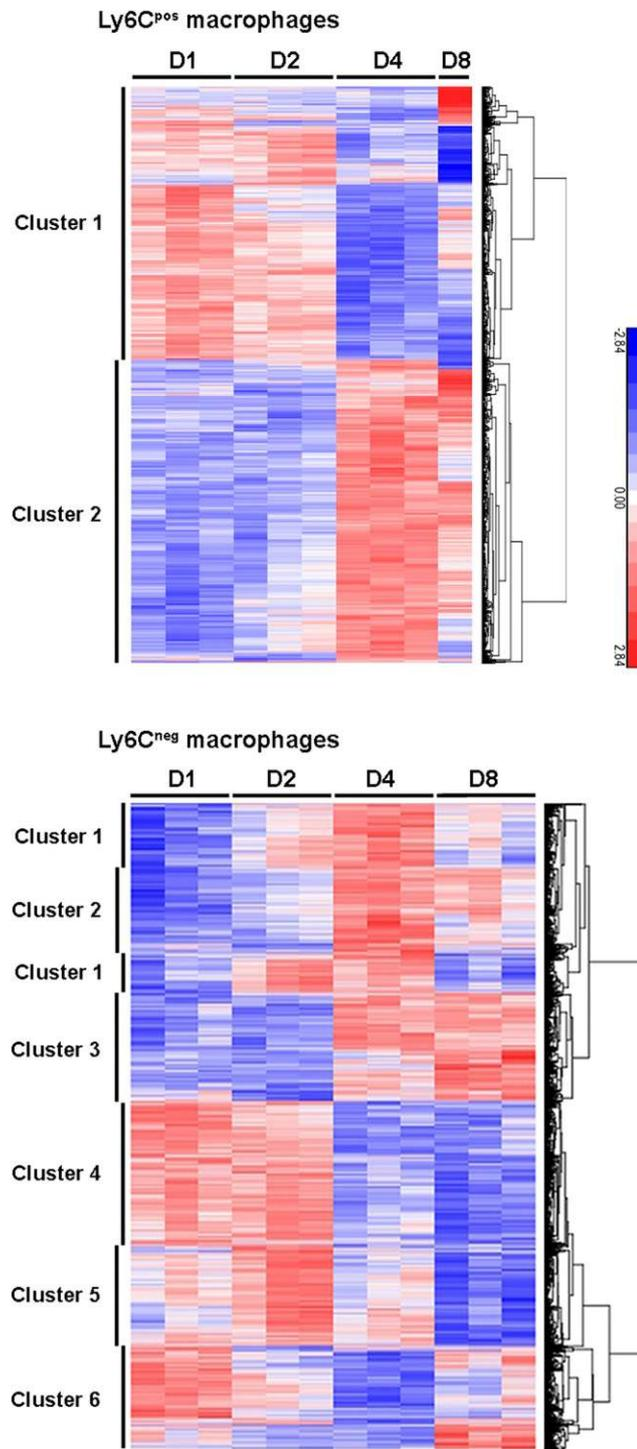 Ly6Cpos macrophages
D1 D2 D4 D8
Cluster 1
Cluster 2
-2.84
0.00
2.84
Ly6Cneg macrophages
D1 D2 D4 D8
Cluster 1
Cluster 2
Cluster 1
Cluster 3
Cluster 4
Cluster 5
Cluster 6